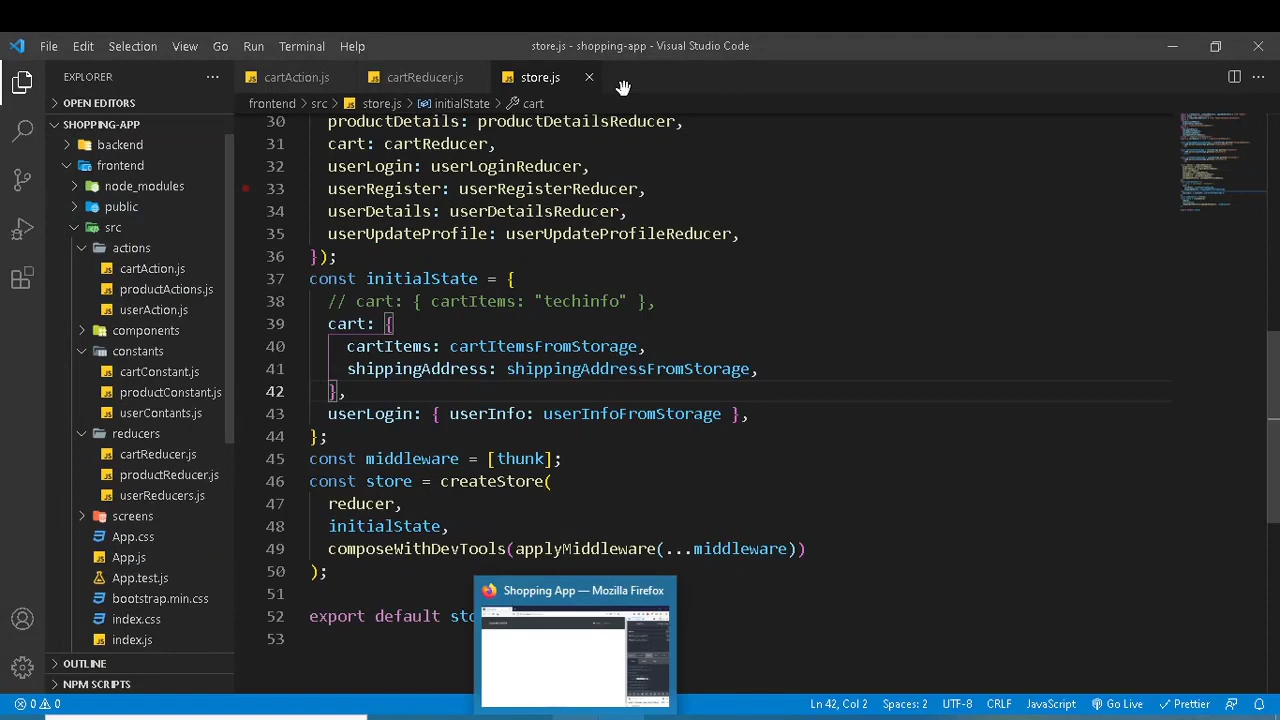 File Edit Selection View Go Run Terminal Help
store.js - shopping-app - Visual Studio Code
EXPLORER
cartAction.js
cartReducer.js
store.js
OPEN EDITORS
frontend > src > store.js > initialState > cart
SHOPPING-APP
backend
frontend
node_modules
public
src
actions
cartAction.js
productActions.js
userAction.js
components
constants
cartConstant.js
productConstant.js
userContants.js
reducers
cartReducer.js
productReducer.js
userReducers.js
screens
App.css
App.js
App.test.js
bootstrap.min.css
index.css
index.js
OUTLINE
NPM SCRIPTS
30 productDetails: productDetailsReducer,
31 cart: cartReducer,
32 userLogin: userLoginReducer,
33 userRegister: userRegisterReducer,
34 userDetails: userDetailsReducer,
35 userUpdateProfile: userUpdateProfileReducer,
36 });
37 const initialState = {
38 // cart: { cartItems: "techinfo" },
39 cart: {
40 cartItems: cartItemsFromStorage,
41 shippingAddress: shippingAddressFromStorage,
42 },
43 userLogin: { userInfo: userInfoFromStorage },
44 };
45 const middleware = [thunk];
46 const store = createStore(
47 reducer,
48 initialState,
49 composeWithDevTools(applyMiddleware(...middleware))
50 );
51
52 export default sto
53
Shopping App — Mozilla Firefox
0 0
Ln 42, Col 2 Spaces: 2 UTF-8 CRLF JavaScript Go Live Prettier